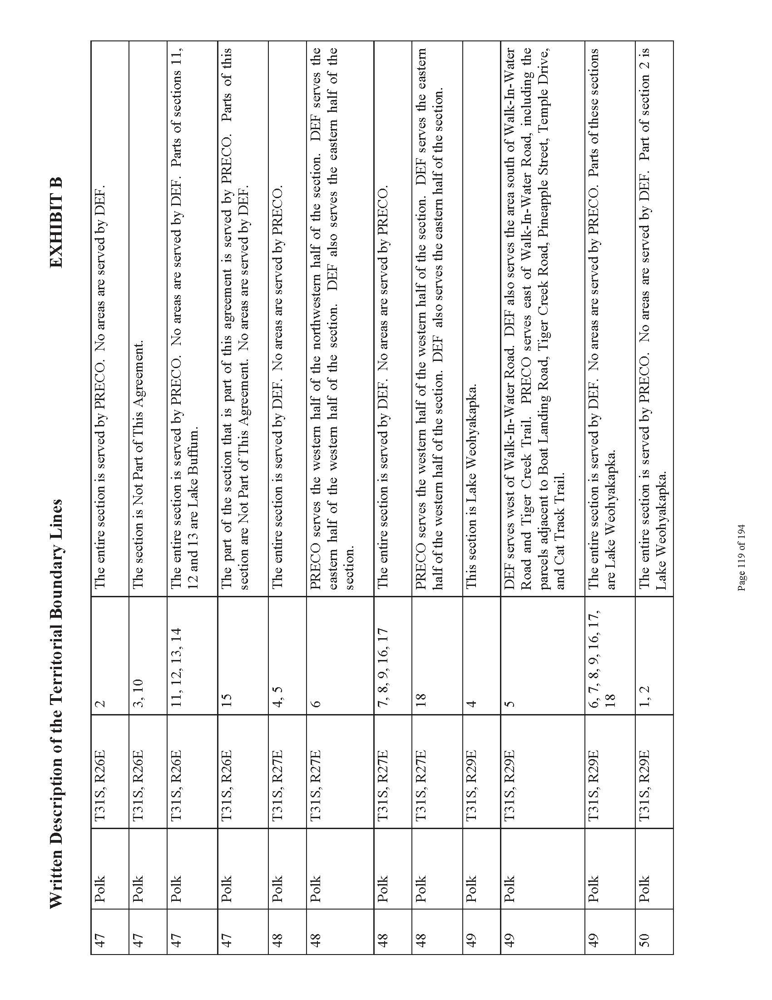 Written Description of the Territorial Boundary Lines EXHIBIT B
47 Polk T31S, R26E 2 The entire section is served by PRECO. No areas are served by DEF.
47 Polk T31S, R26E 3, 10 The section is Not Part of This Agreement.
47 Polk T31S, R26E 11, 12, 13, 14 The entire section is served by PRECO. No areas are served by DEF. Parts of sections 11,
12 and 13 are Lake Buffum.
47 Polk T31S, R26E 15 The part of the section that is part of this agreement is served by PRECO. Parts of this
section are Not Part of This Agreement. No areas are served by DEF.
48 Polk T31S, R27E 4, 5 The entire section is served by DEF. No areas are served by PRECO.
48 Polk T31S, R27E 6 PRECO serves the western half of the northwestern half of the section. DEF serves the
eastern half of the western half of the section. DEF also serves the eastern half of the
section.
48 Polk T31S, R27E 7, 8, 9, 16, 17 The entire section is served by DEF. No areas are served by PRECO.
48 Polk T31S, R27E 18 PRECO serves the western half of the western half of the section. DEF serves the eastern
half of the western half of the section. DEF also serves the eastern half of the section.
49 Polk T31S, R29E 4 This section is Lake Weohyakapka.
49 Polk T31S, R29E 5 DEF serves west of Walk-In-Water Road. DEF also serves the area south of Walk-In-Water
Road and Tiger Creek Trail. PRECO serves east of Walk-In-Water Road, including the
parcels adjacent to Boat Landing Road, Tiger Creek Road, Pineapple Street, Temple Drive,
and Cat Track Trail.
49 Polk T31S, R29E 6, 7, 8, 9, 16, 17, The entire section is served by DEF. No areas are served by PRECO. Parts of these sections
18 are Lake Weohyakapka.
50 Polk T31S, R29E 1, 2 The entire section is served by PRECO. No areas are served by DEF. Part of section 2 is
Lake Weohyakapka.
Page 119 of 194